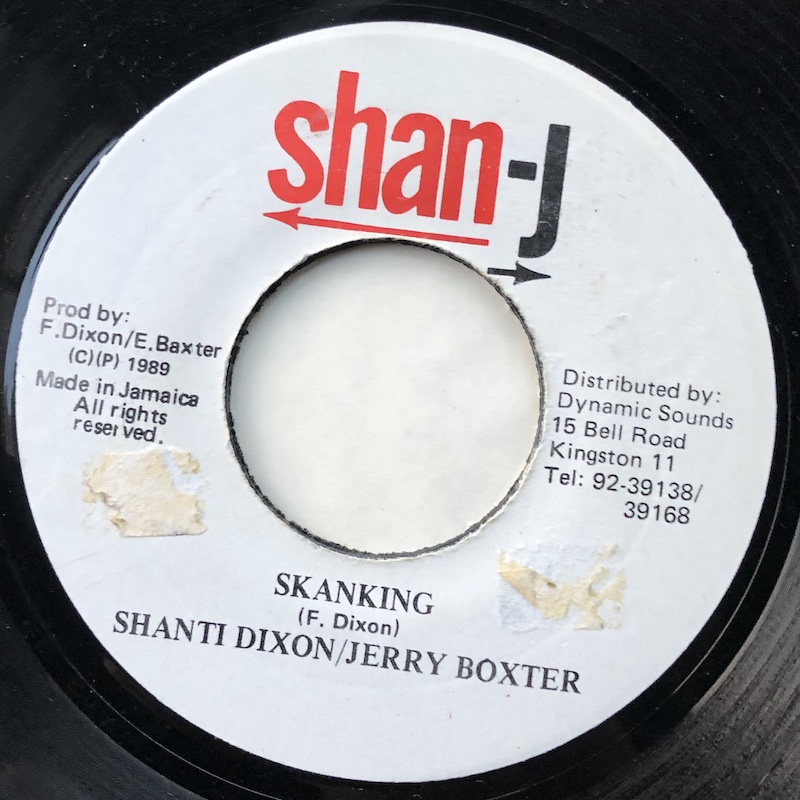 shan-J
Prod by:
F.Dixon/E.Baxter
(C)(P) 1989
Made in Jamaica
All rights
reserved.
Distributed by:
Dynamic Sounds
15 Bell Road
Kingston 11
Tel: 92-39138/
39168
SKANKING
(F. Dixon)
SHANTI DIXON/JERRY BOXTER